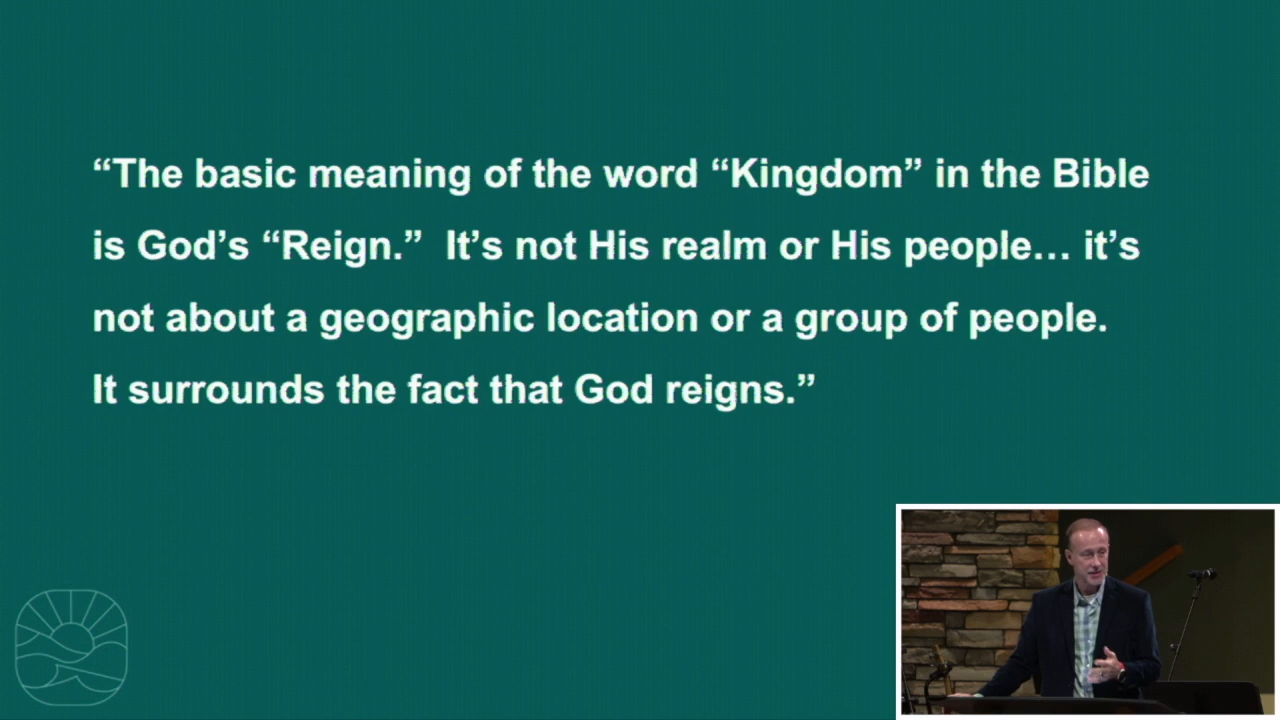 “The basic meaning of the word “Kingdom” in the Bible
is God’s “Reign.”  It’s not His realm or His people… it’s
not about a geographic location or a group of people.
It surrounds the fact that God reigns.”